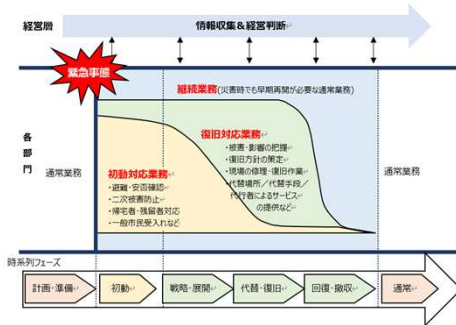 経営層
情報収集&経営判断
緊急事態
継続業務(災害時でも早期再開が必要な通常業務)
各部門
通常業務
復旧対応業務
・被害・影響の把握
・復旧方針の策定
・現場の修理・復旧作業
・代替場所/代替手段/
代行者によるサービス
の提供など
初動対応業務
・避難・安否確認
・二次被害防止
・帰宅者・残留者対応
・一般市民受入れなど
通常業務
時系列フェーズ
計画・準備
初動
戦略・展開
代替・復旧
回復・撤収
通常